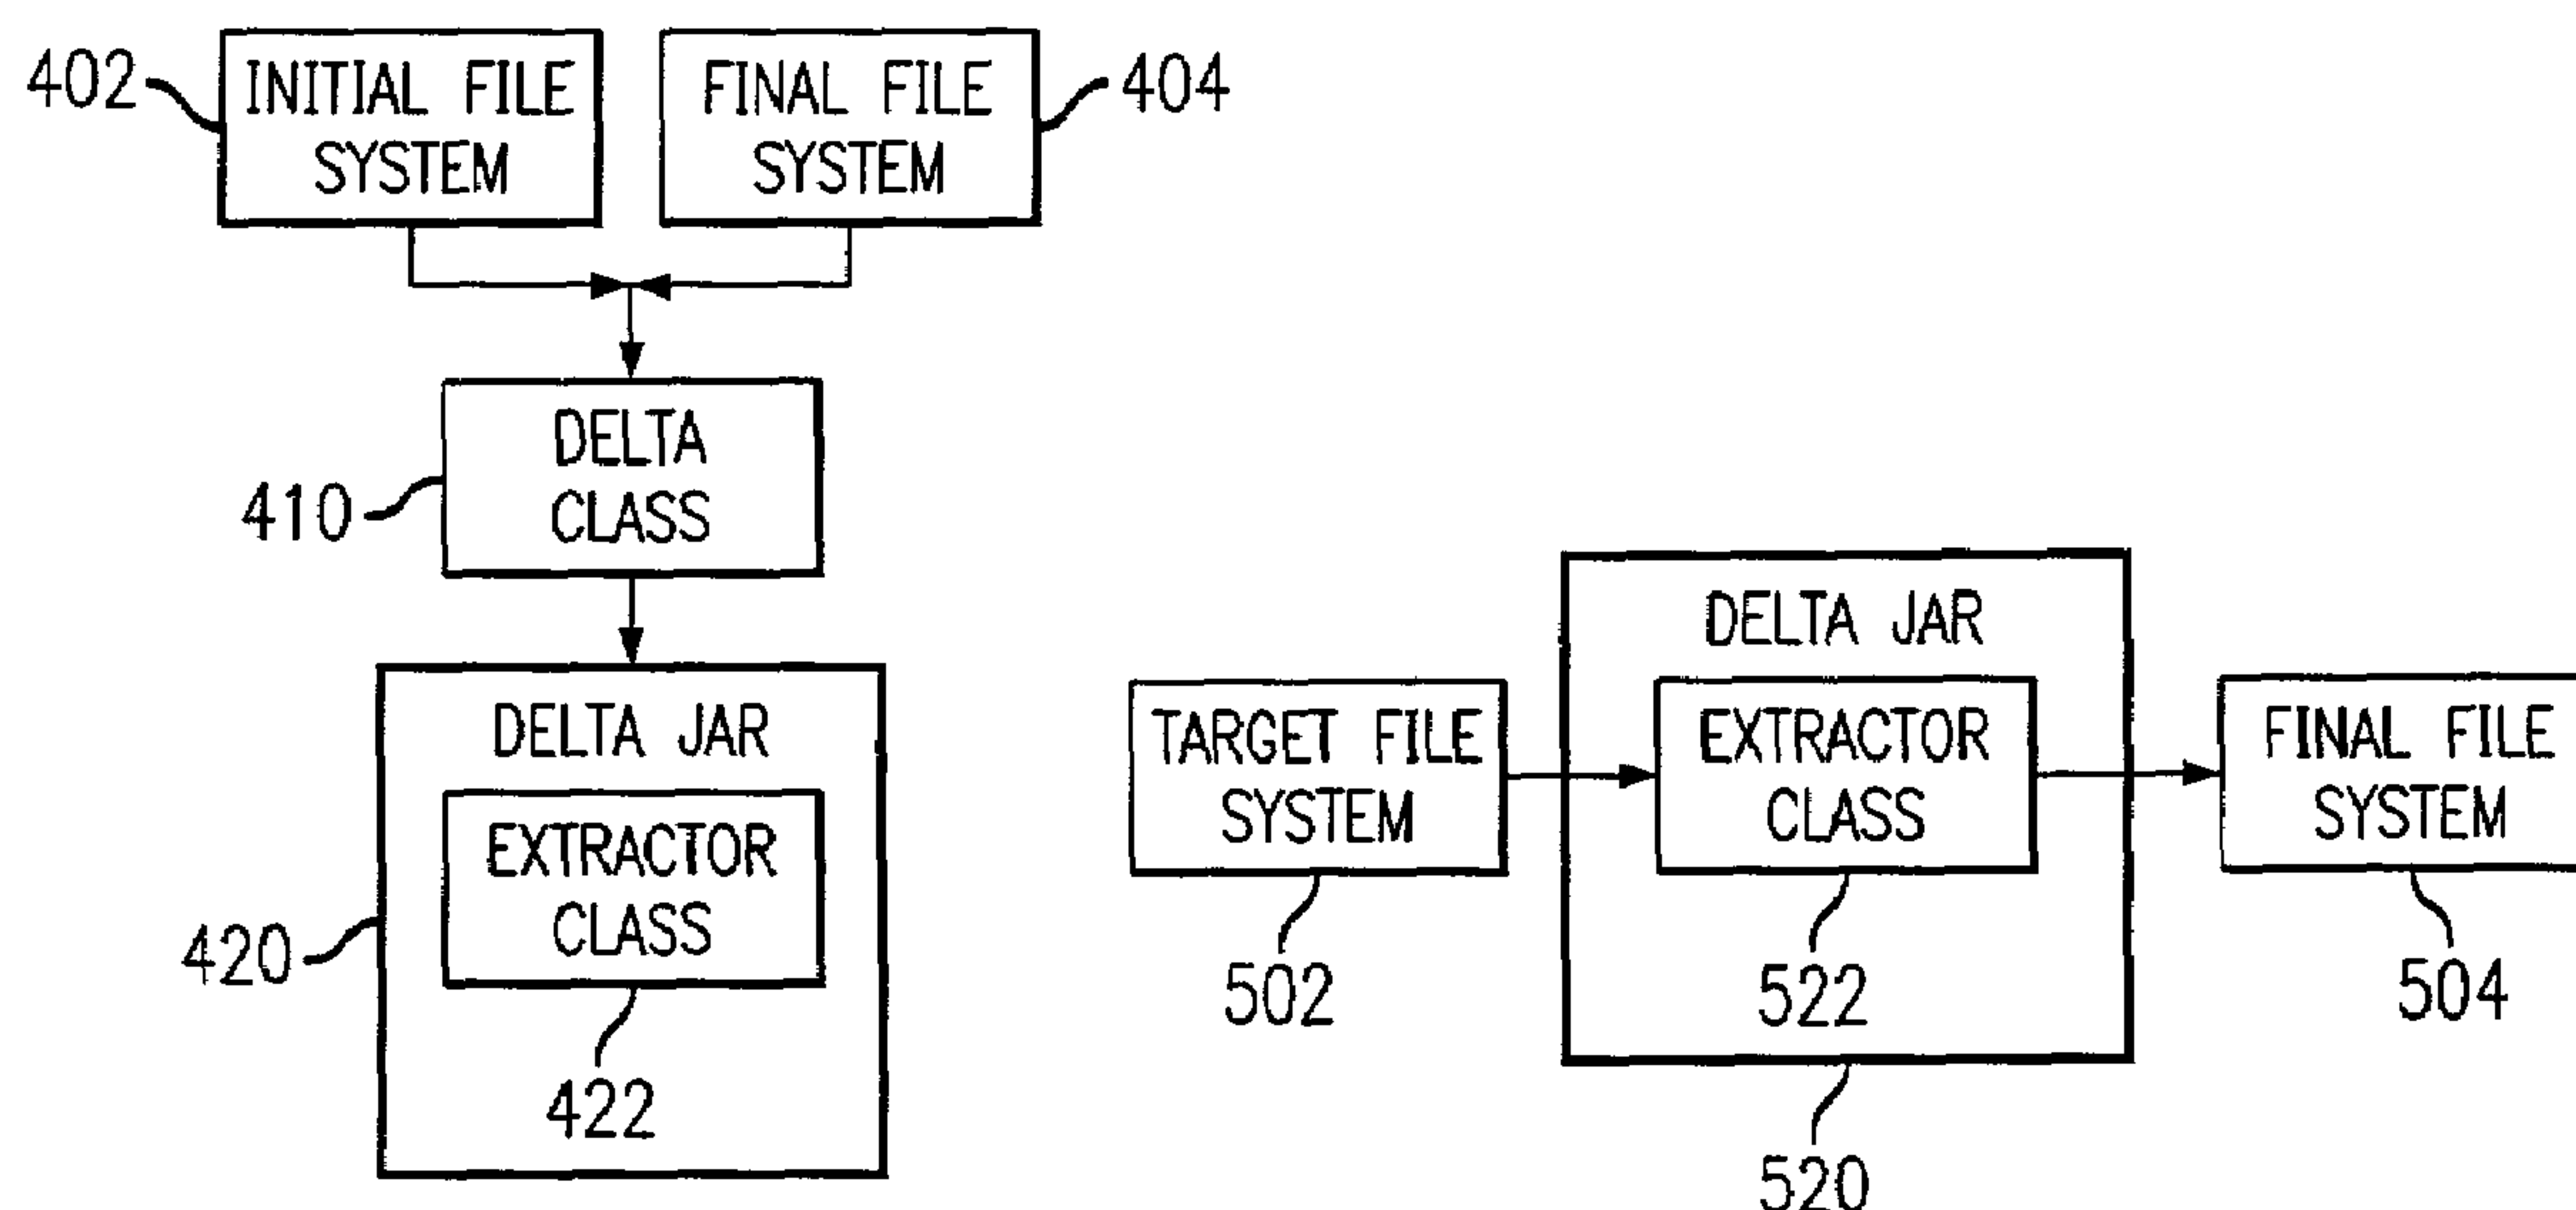 402
INITIAL FILE
SYSTEM
FINAL FILE
SYSTEM
404
DELTA
CLASS
410
DELTA JAR
EXTRACTOR
CLASS
420
422
TARGET FILE
SYSTEM
502
DELTA JAR
EXTRACTOR
CLASS
522
520
FINAL FILE
SYSTEM
504